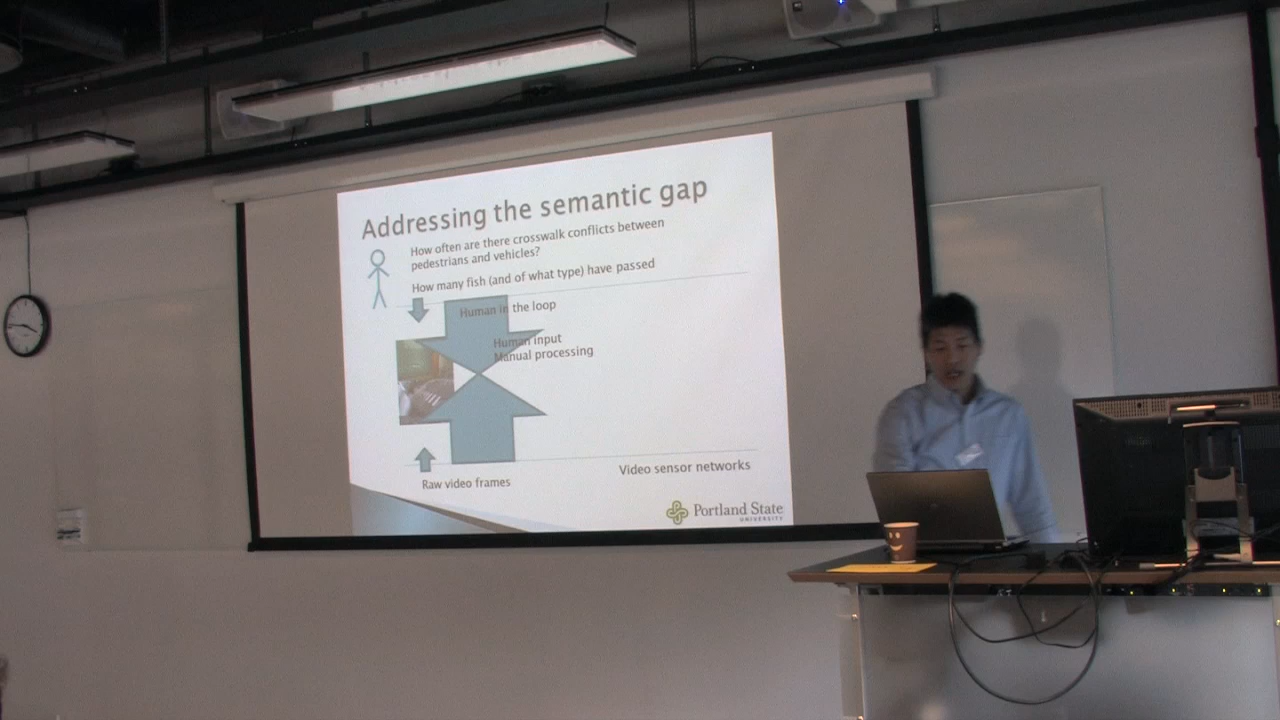 Addressing the semantic gap
How often are there crosswalk conflicts between
pedestrians and vehicles?
How many fish (and of what type) have passed
Human in the loop
Human input
Manual processing
Video sensor networks
Raw video frames
Portland State
UNIVERSITY